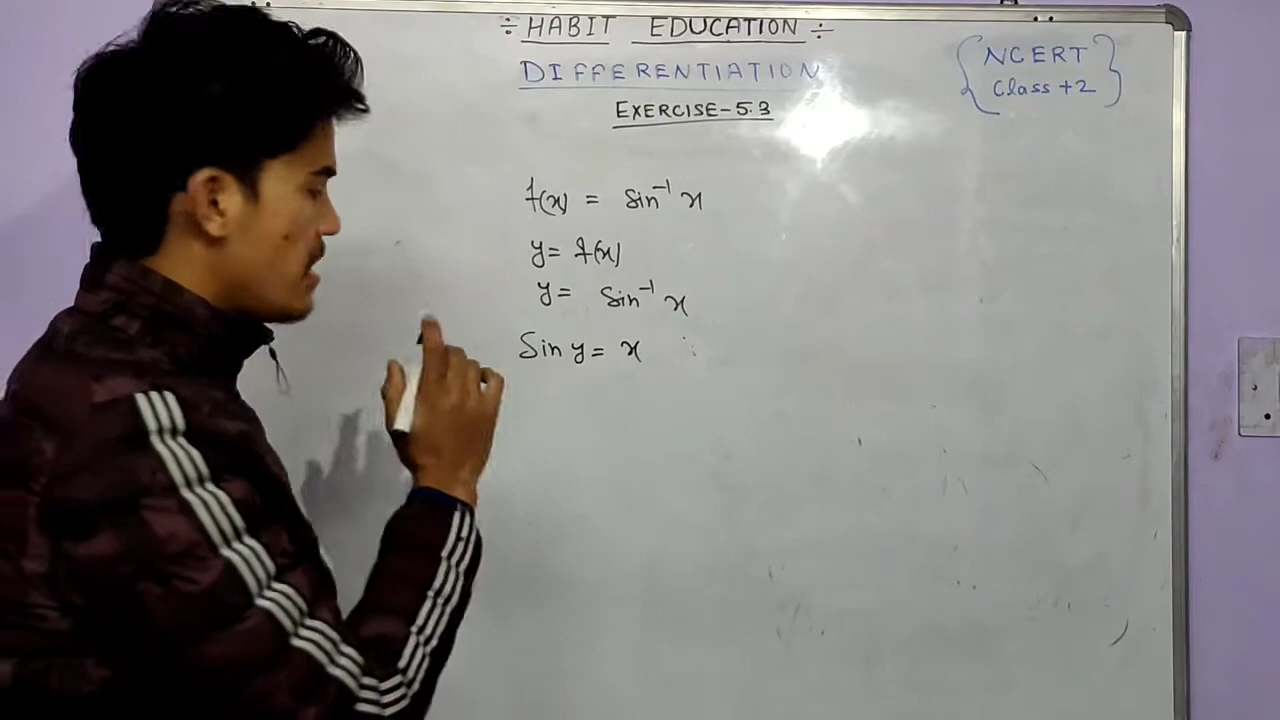 ÷ HABIT EDUCATION ÷
DIFFERENTIATION
{NCERT
Class +2}
EXERCISE-5.3
f(x) = sin⁻¹ x
y = f(x)
y = sin⁻¹ x
Sin y = x